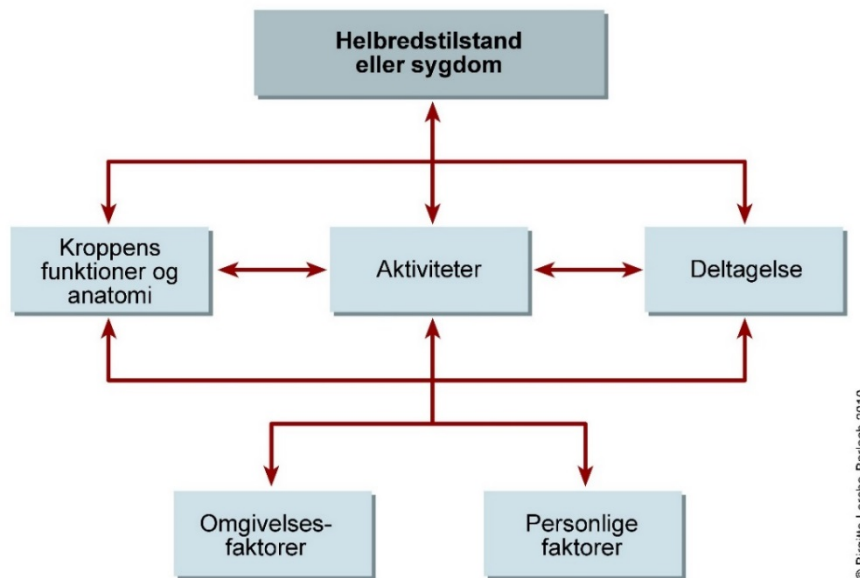 Helbredstilstand
eller sygdom
Kroppens
funktioner og
anatomi
Aktiviteter
Deltagelse
Omgivelses-
faktorer
Personlige
faktorer